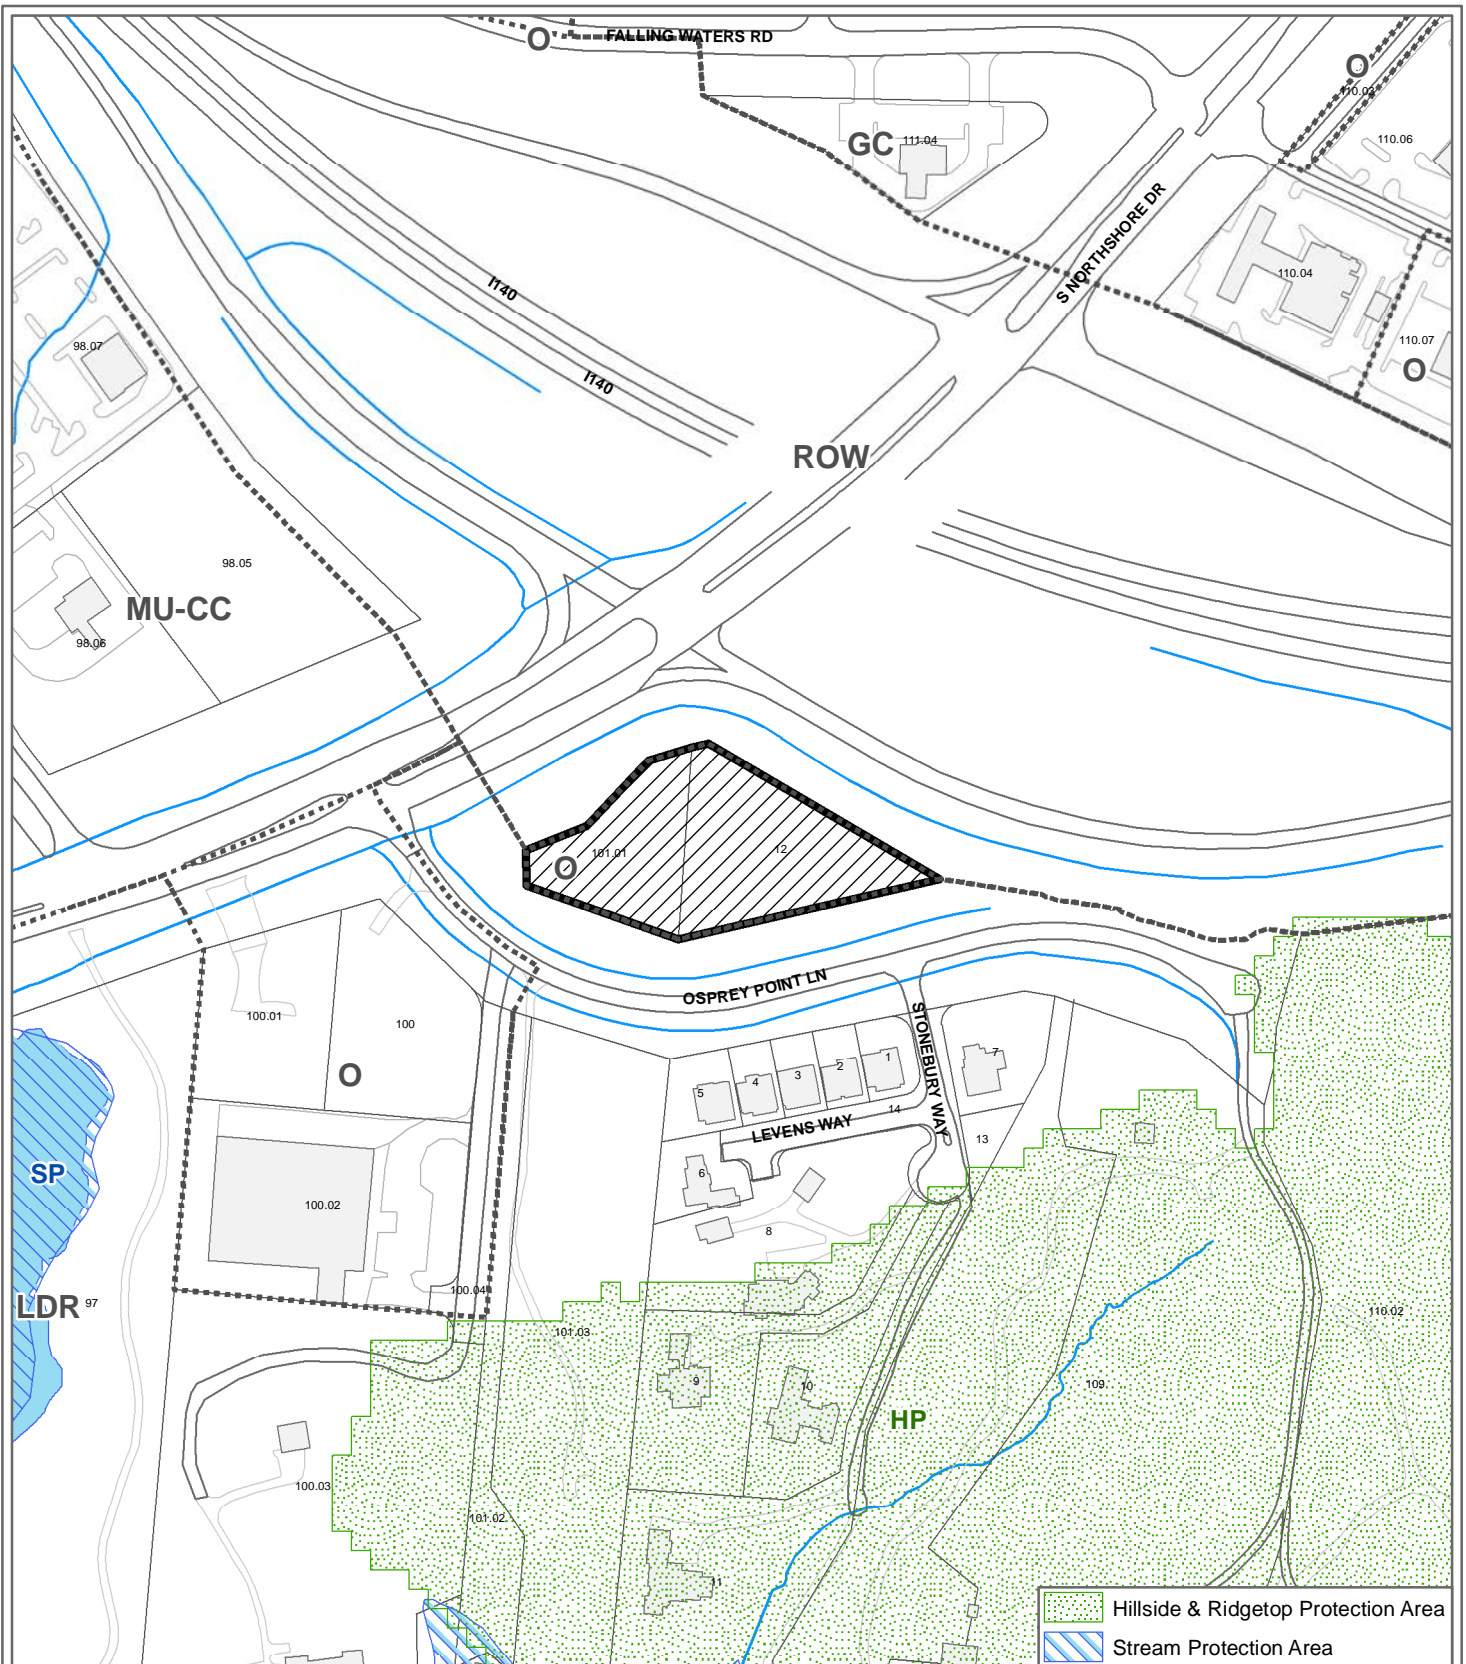 O
FALLING WATERS RD
O
110.03
110.06
GC
111.04
S NORTHSHORE DR
110.04
I140
98.07
110.07
O
I140
ROW
98.05
MU-CC
98.06
101.01
12
O
OSPREY POINT LN
100.01
100
STONEBURY WAY
O
1
2
3
4
5
7
14
LEVENS WAY
13
SP
6
100.02
8
100.04
LDR
97
101.03
110.02
9
10
109
HP
100.03
101.02
11
Hillside & Ridgetop Protection Area
Stream Protection Area